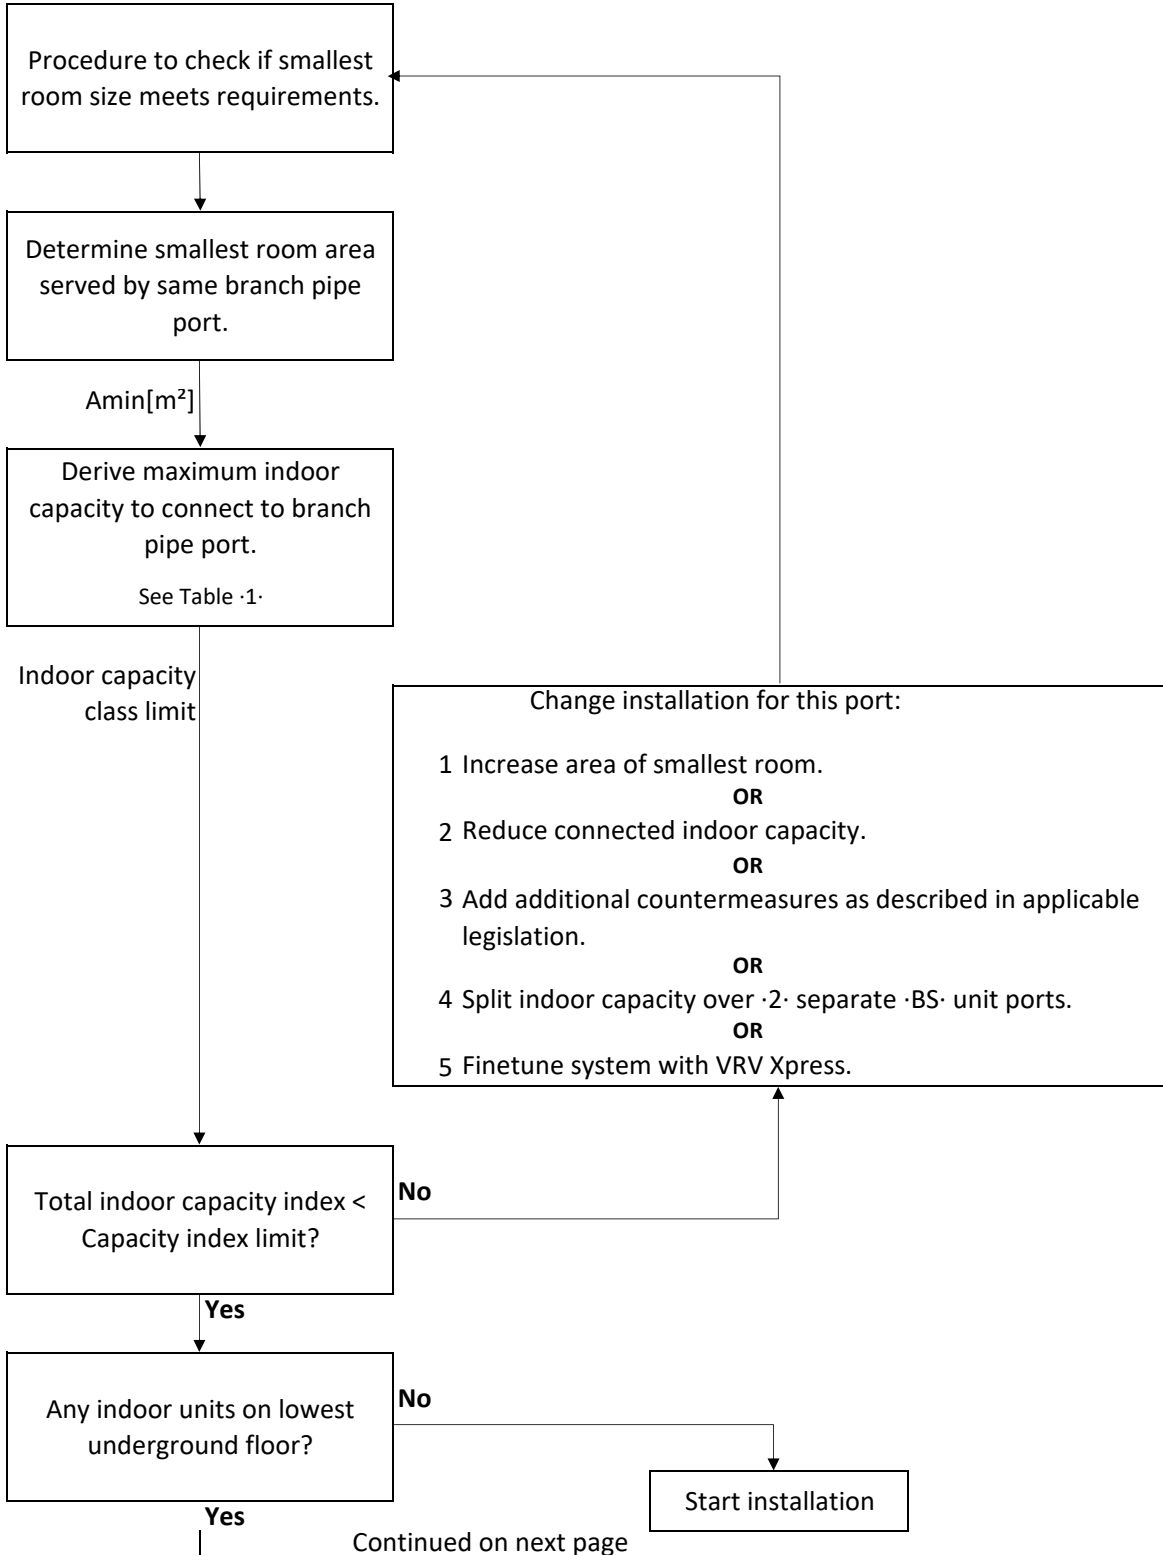 Procedure to check if smallest
room size meets requirements.
Determine smallest room area
served by same branch pipe
port.
Amin[m²]
Derive maximum indoor
capacity to connect to branch
pipe port.
See Table ·1·
Indoor capacity
class limit
Change installation for this port:
1 Increase area of smallest room.
OR
2 Reduce connected indoor capacity.
OR
3 Add additional countermeasures as described in applicable
legislation.
OR
4 Split indoor capacity over ·2· separate ·BS· unit ports.
OR
5 Finetune system with VRV Xpress.
Total indoor capacity index <
Capacity index limit?
No
Yes
Any indoor units on lowest
underground floor?
No
Start installation
Yes
Continued on next page